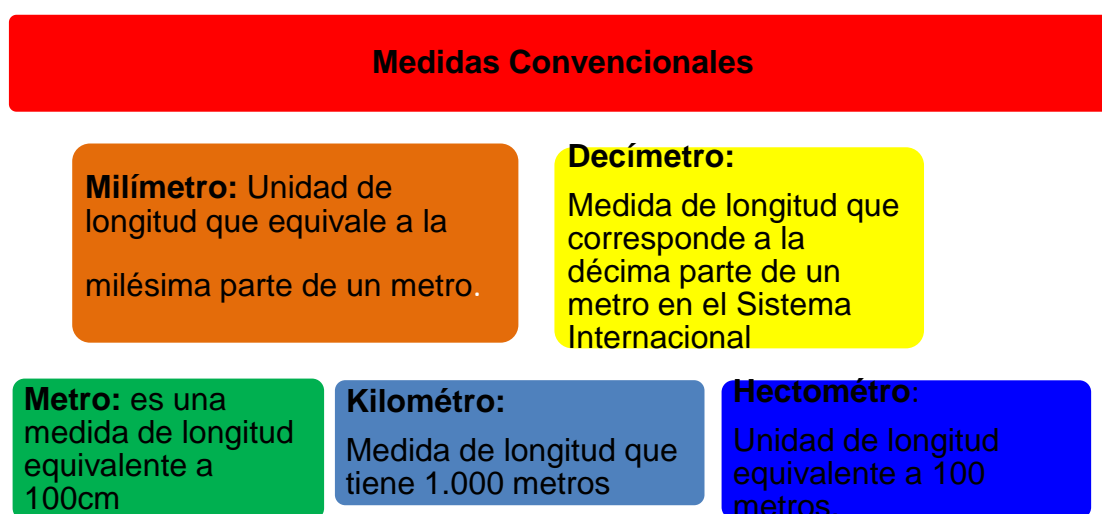 Medidas Convencionales
Milímetro: Unidad de
longitud que equivale a la
milésima parte de un metro.
Decímetro:
Medida de longitud que
corresponde a la
décima parte de un
metro en el Sistema
Internacional
Metro: es una
medida de longitud
equivalente a
100cm
Kilométro:
Medida de longitud que
tiene 1.000 metros
Hectométro:
Unidad de longitud
equivalente a 100
metros